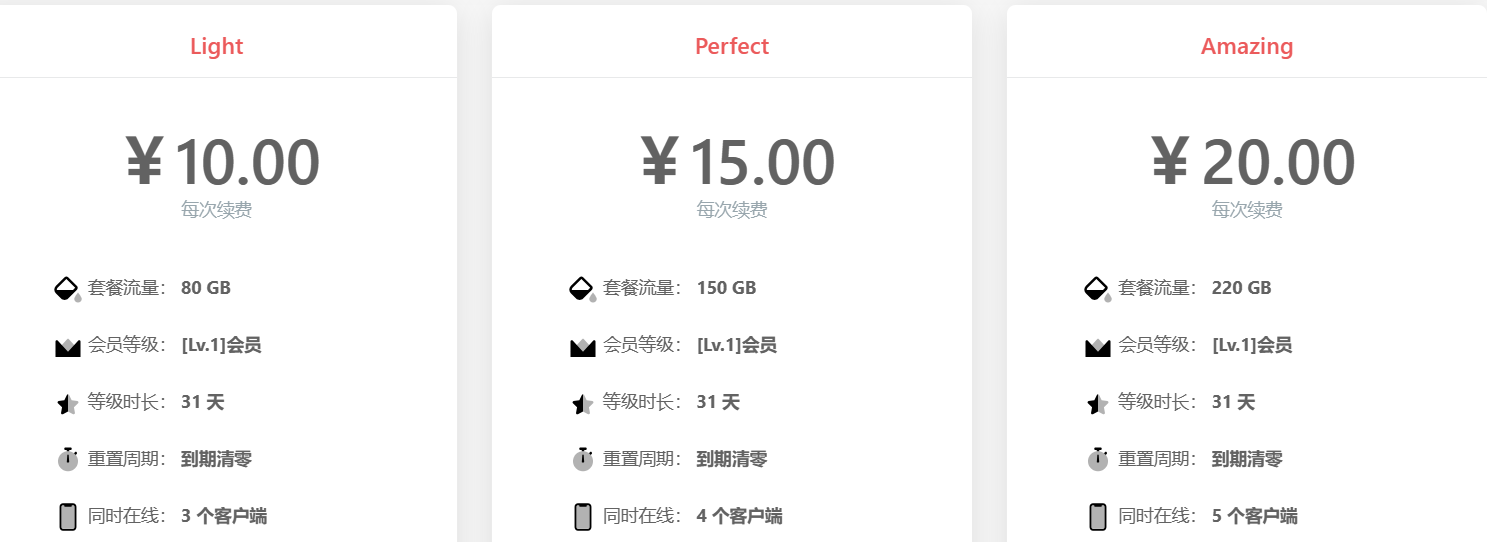 Light
¥ 10.00
每次续费
套餐流量: 80 GB
会员等级: [Lv.1]会员
等级时长: 31 天
重置周期: 到期清零
同时在线: 3 个客户端
Perfect
¥ 15.00
每次续费
套餐流量: 150 GB
会员等级: [Lv.1]会员
等级时长: 31 天
重置周期: 到期清零
同时在线: 4 个客户端
Amazing
¥ 20.00
每次续费
套餐流量: 220 GB
会员等级: [Lv.1]会员
等级时长: 31 天
重置周期: 到期清零
同时在线: 5 个客户端